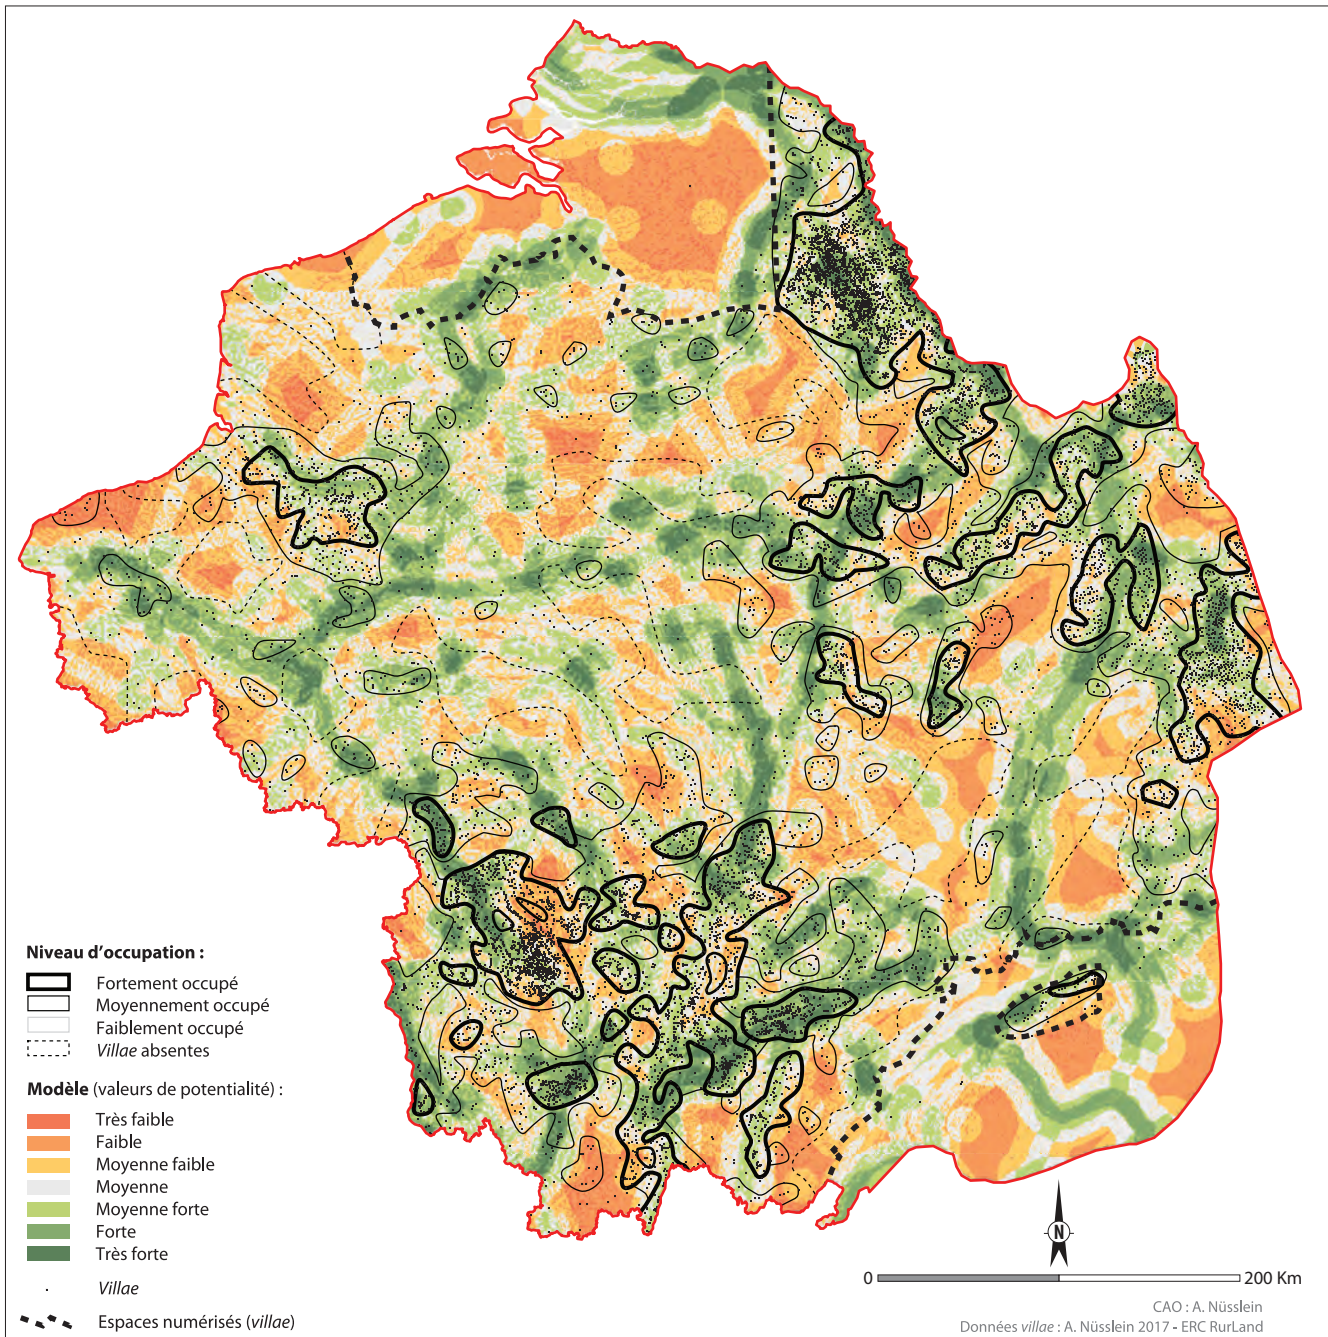 Niveau d'occupation :
Fortement occupé
Moyennement occupé
Faiblement occupé
Villae absentes
Modèle (valeurs de potentialité) :
Très faible
Faible
Moyenne faible
Moyenne
Moyenne forte
Forte
Très forte
Villae
Espaces numérisés (villae)
N
0 200 Km
CAO : A. Nüsslein
Données villae : A. Nüsslein 2017 - ERC RurLand